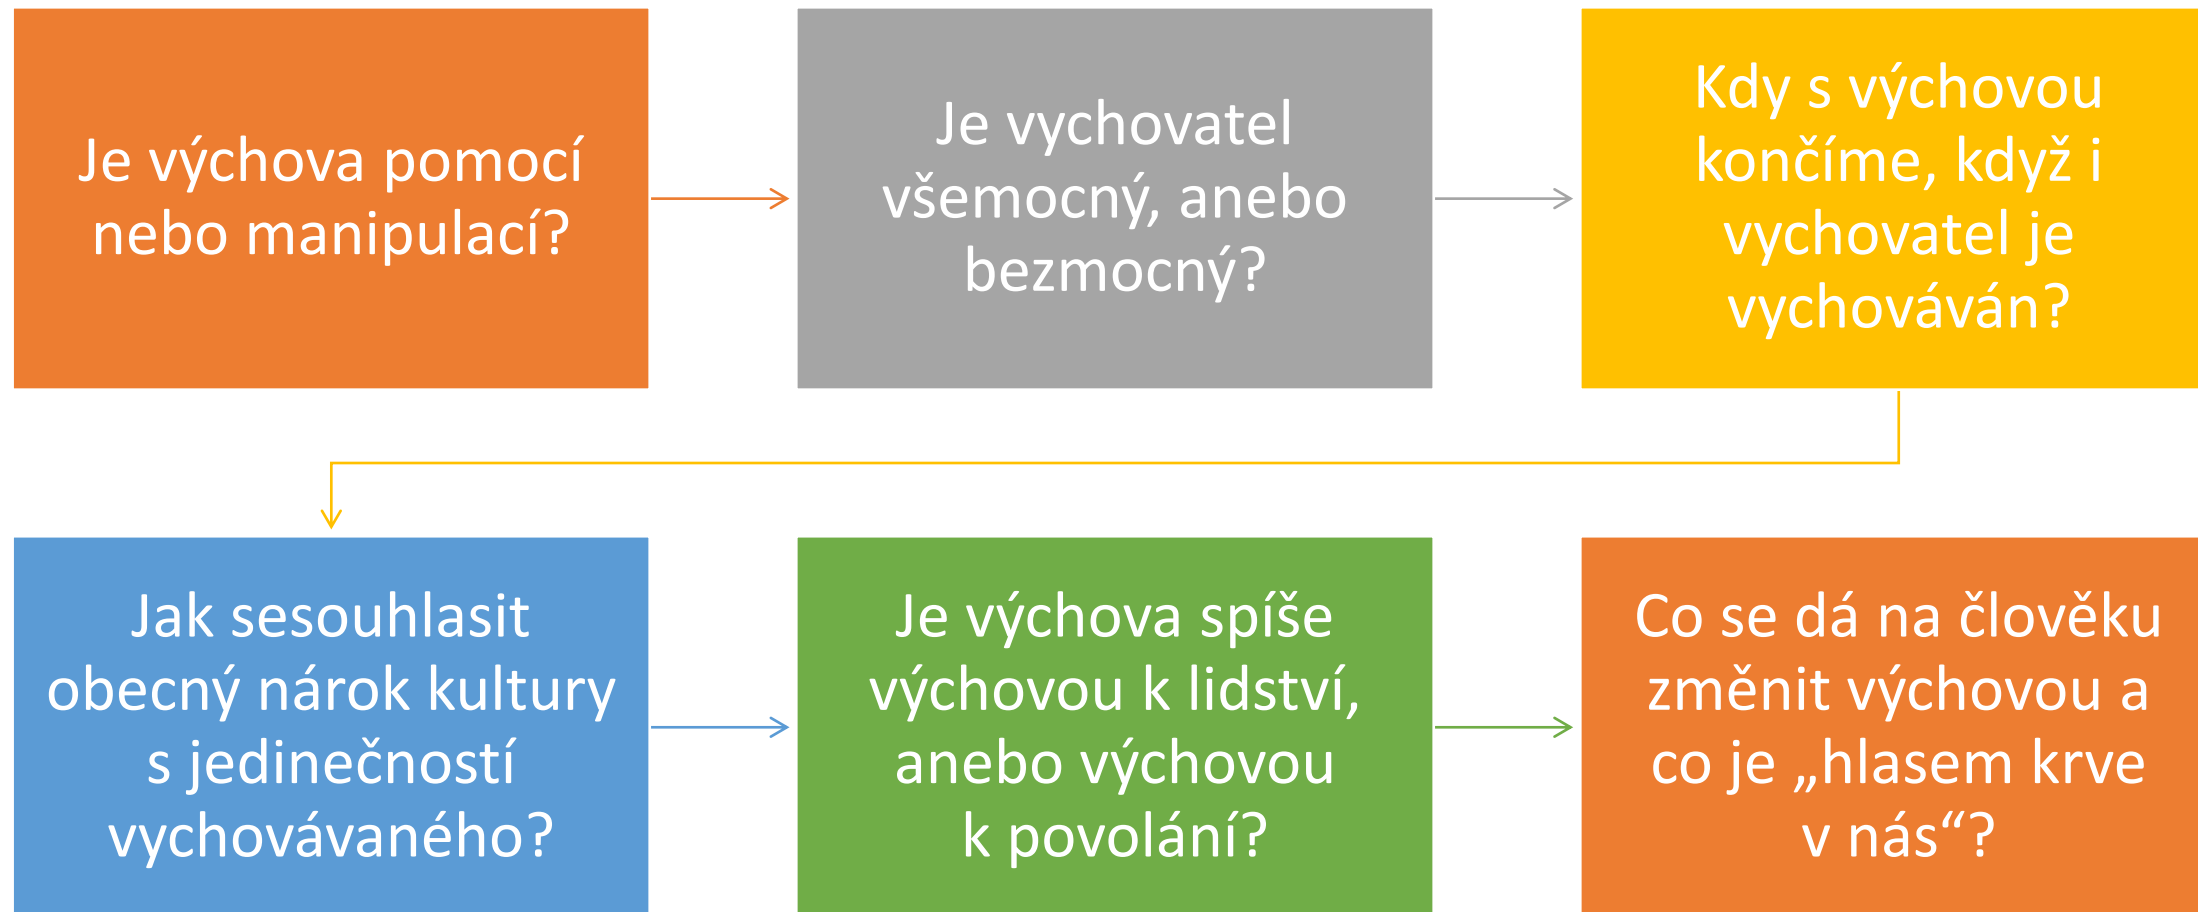 Je výchova pomocí
nebo manipulací?
Je vychovatel
všemocný, anebo
bezmocný?
Kdy s výchovou
končíme, když i
vychovatel je
vychováván?
Jak sesouhlasit
obecný nárok kultury
s jedinečností
vychovávaného?
Je výchova spíše
výchovou k lidství,
anebo výchovou
k povolání?
Co se dá na člověku
změnit výchovou a
co je „hlasem krve
v nás“?